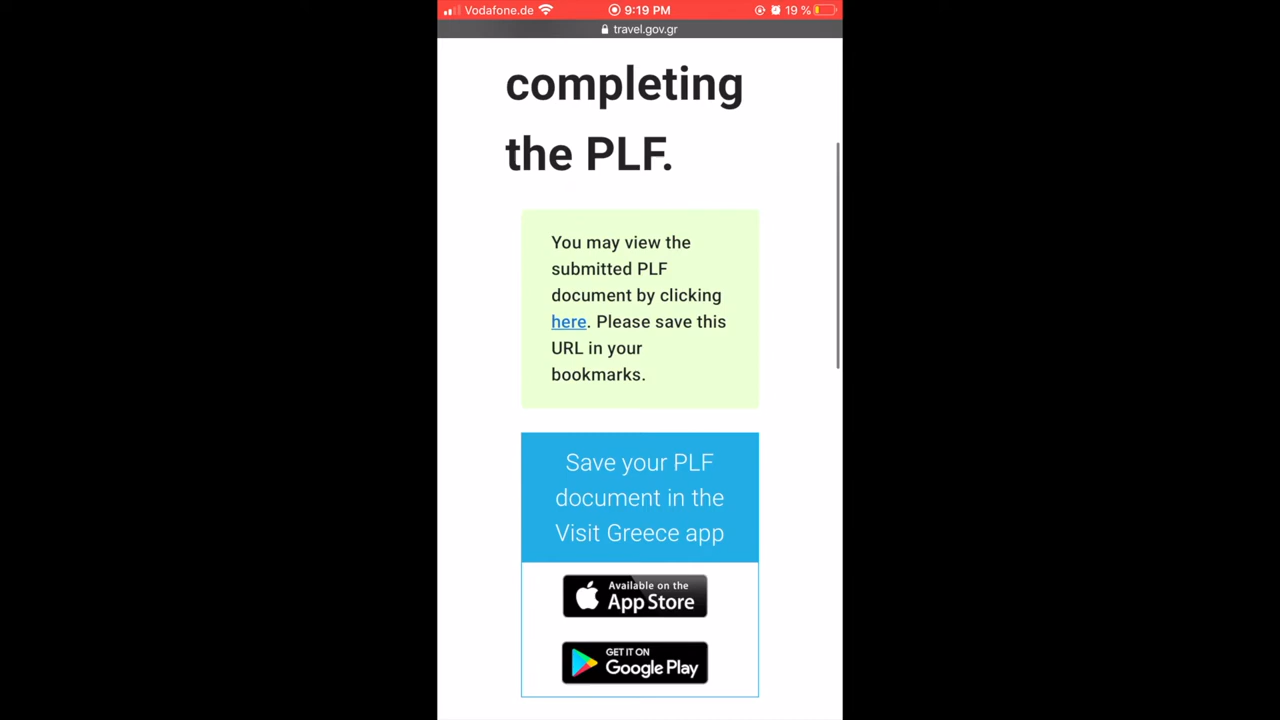 Vodafone.de 9:19 PM 19 %
travel.gov.gr
completing
the PLF.
You may view the
submitted PLF
document by clicking
here. Please save this
URL in your
bookmarks.
Save your PLF
document in the
Visit Greece app
Available on the
App Store
GET IT ON
Google Play